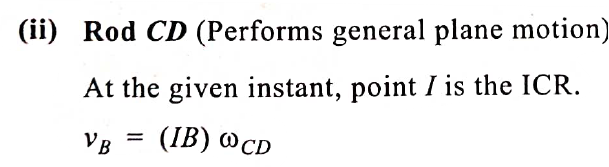 (ii) Rod CD (Performs general plane motion)
At the given instant, point I is the ICR.
v_B = (IB) ω_CD